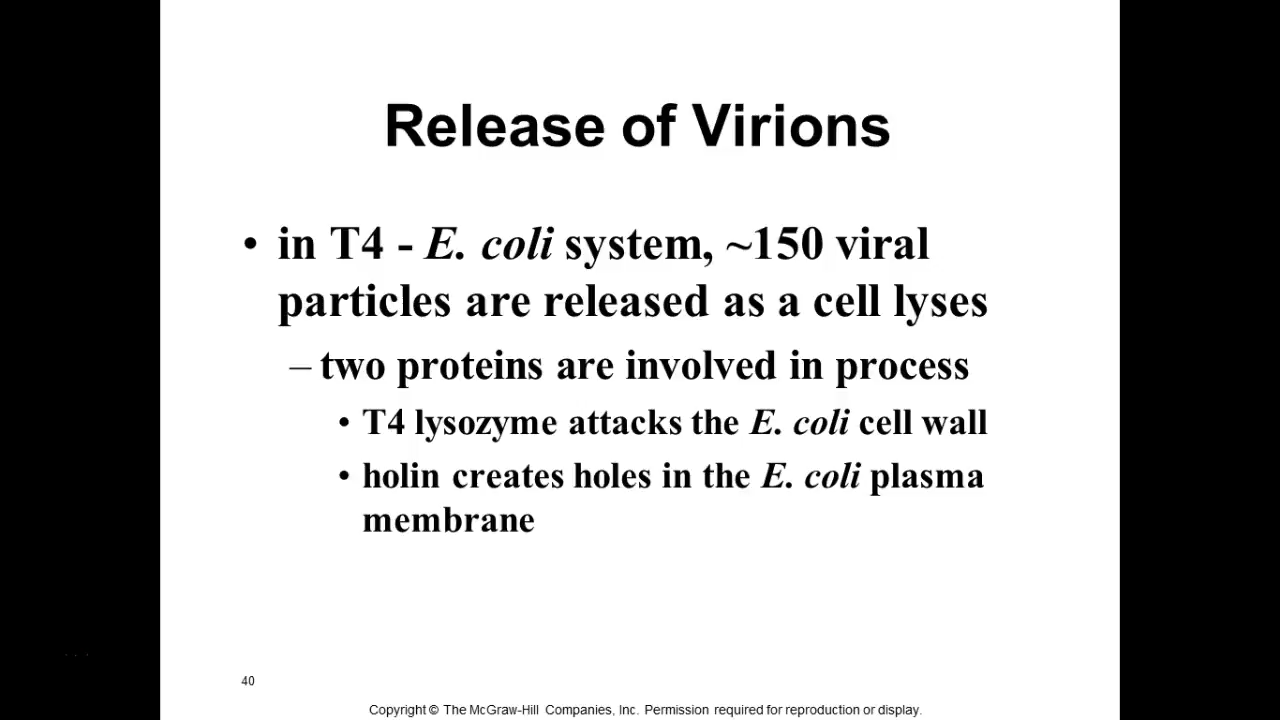 Release of Virions
• in T4 - E. coli system, ~150 viral
particles are released as a cell lyses
– two proteins are involved in process
• T4 lysozyme attacks the E. coli cell wall
• holin creates holes in the E. coli plasma
membrane
40
Copyright © The McGraw-Hill Companies, Inc. Permission required for reproduction or display.